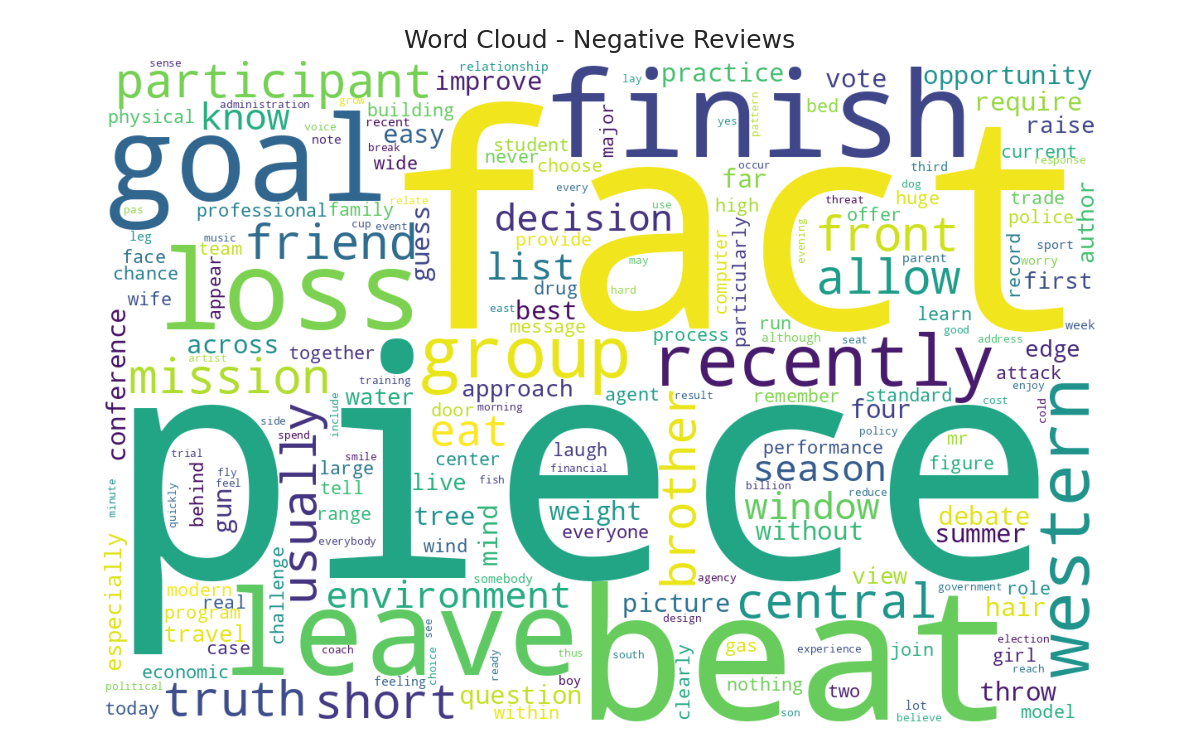 Word Cloud - Negative Reviews
sense
relationship
participant
improve
finish
lay
practice
vote
opportunity
administration
grow
physical
know
voice
recent
building
note
break
easy
wide
goal
fact
student
never
choose
major
yes
pattern
bed
require
raise
current
response
occur
far
third
dog
huge
trade
police
author
every
high
threat
offer
use
pas
professional
family
relate
cup
event
leg
music
team
friend
guess
decision
provide
computer
particularly
evening
front
parent
record
sport
worry
face
chance
loss
list
may
hard
drug
allow
first
wife
appear
east
best
message
process
run
although
seat
learn
good
address
week
conference
across
artist
together
group
recently
edge
attack
mission
training
approach
agent
result
remember
standard
enjoy
cost
cold
western
piece
water
include
side
spend
usually
door
morning
eat
brother
four
policy
mr
figure
center
laugh
financial
fish
performance
season
billion
reduce
trial
smile
fly
feel
behind
gun
quickly
minute
large
tell
range
live
tree
weight
window
without
debate
summer
everybody
wind
mind
everyone
especially
modern
real
program
travel
case
challenge
environment
somebody
agency
view
government
role
hair
leave
beat
picture
design
central
economic
coach
see
choice
ready
thus
south
gas
experience
join
election
girl
reach
political
feeling
boy
clearly
nothing
two
throw
today
truth
short
question
within
son
lot
believe
model